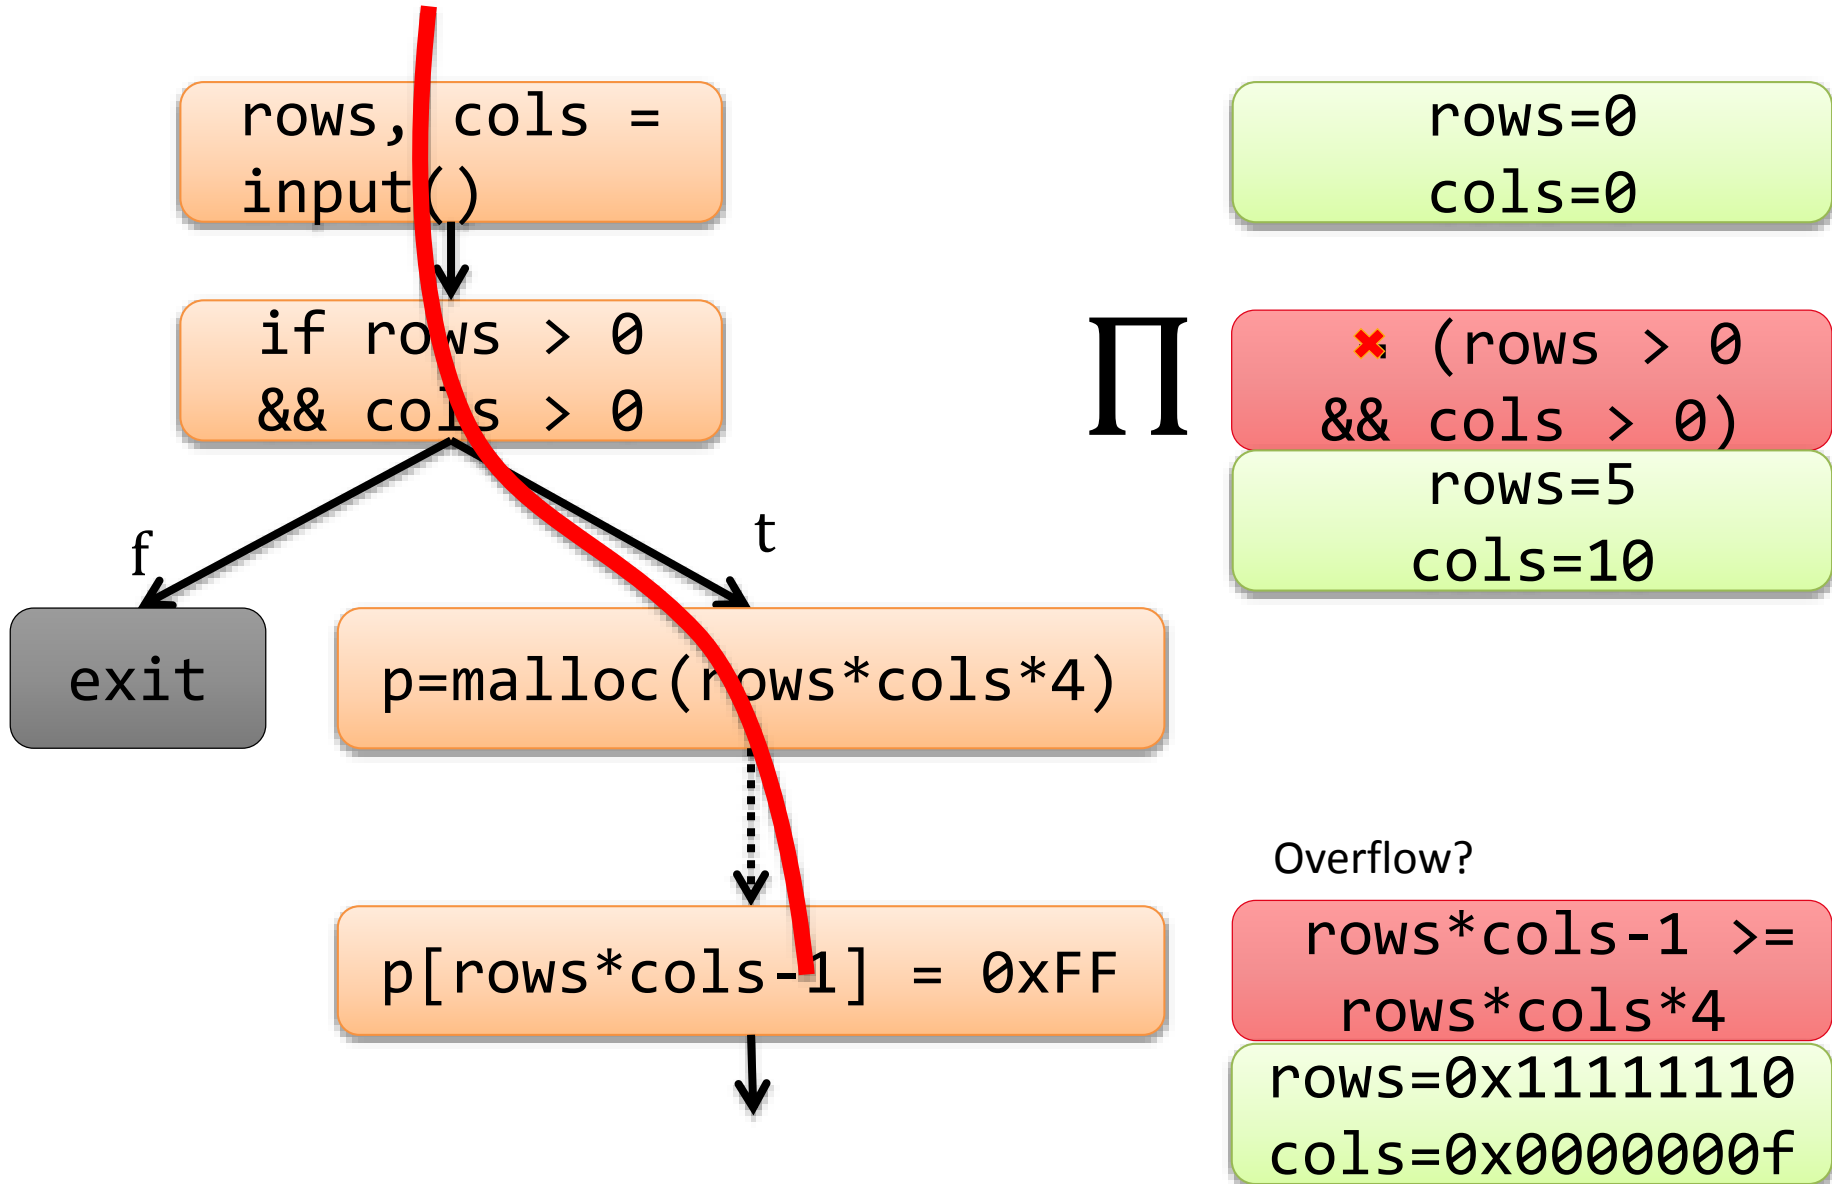 rows, cols =
input()
if rows > 0
&& cols > 0
f
t
exit
p=malloc(rows*cols*4)
p[rows*cols-1] = 0xFF
rows=0
cols=0
∏
(rows > 0
&& cols > 0)
rows=5
cols=10
Overflow?
rows*cols-1 >=
rows*cols*4
rows=0x11111110
cols=0x0000000f